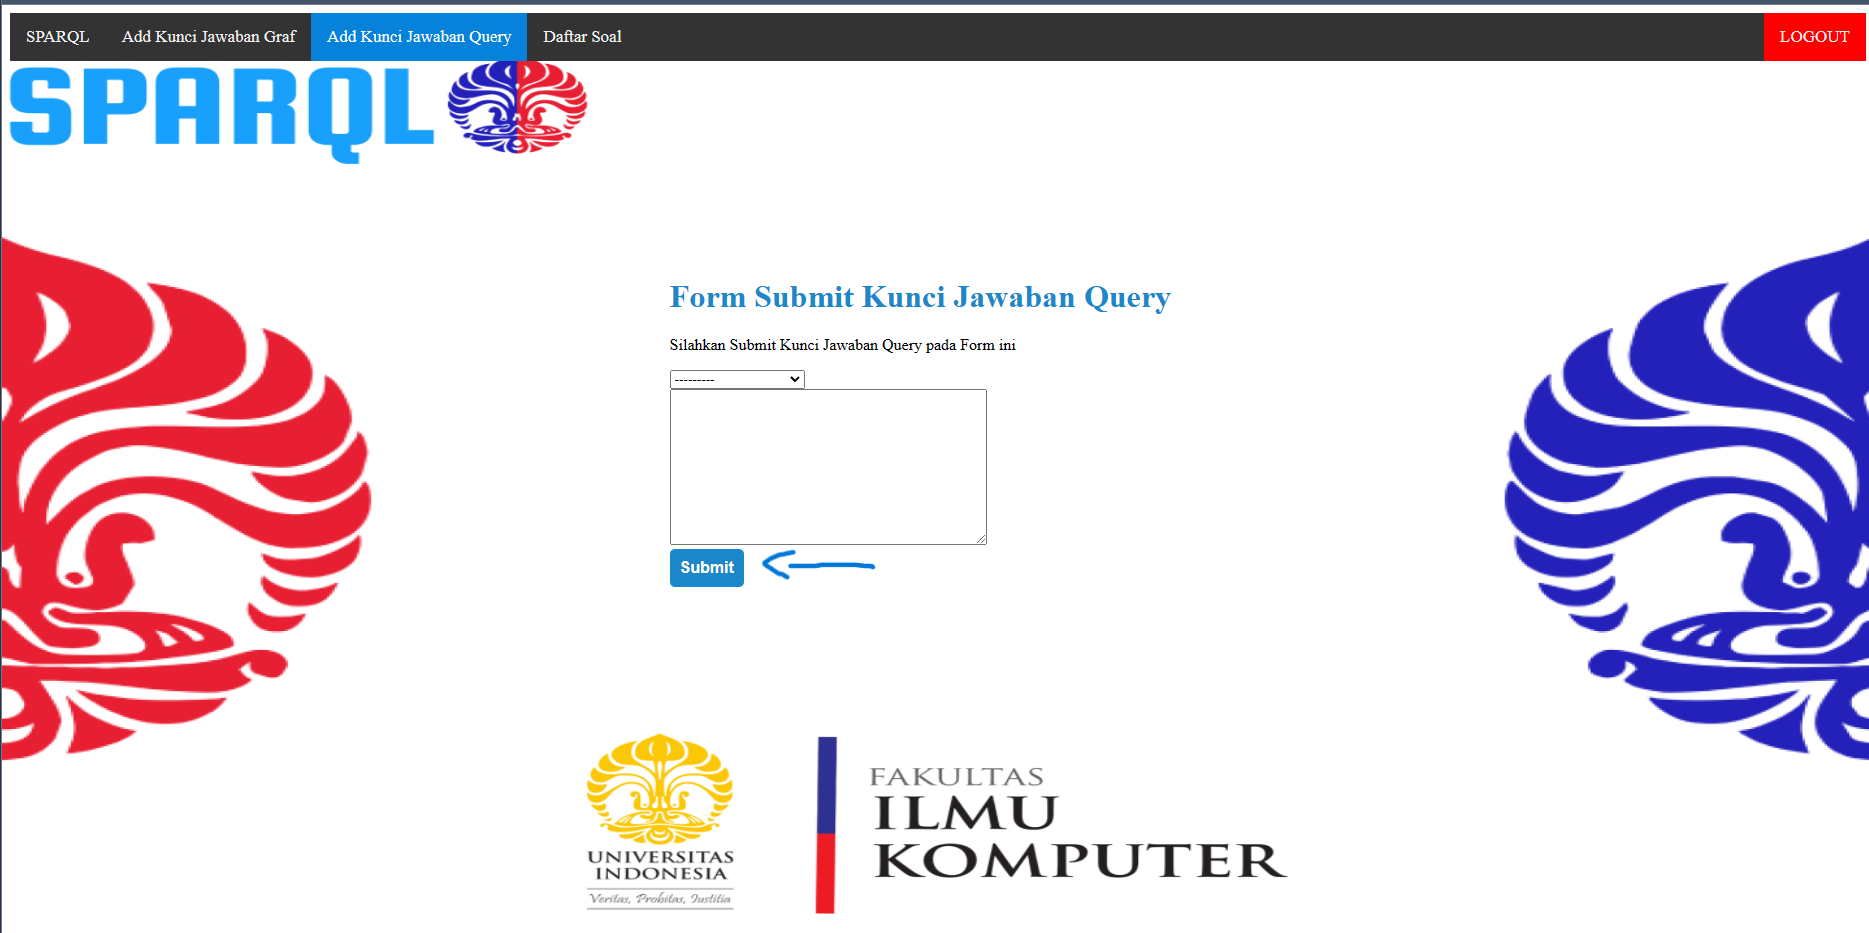 SPARQL Add Kunci Jawaban Graf Add Kunci Jawaban Query Daftar Soal LOGOUT
SPARQL
Form Submit Kunci Jawaban Query
Silahkan Submit Kunci Jawaban Query pada Form ini
---------
Submit
UNIVERSITAS
INDONESIA
Veritas, Probitas, Justitia
FAKULTAS
ILMU
KOMPUTER